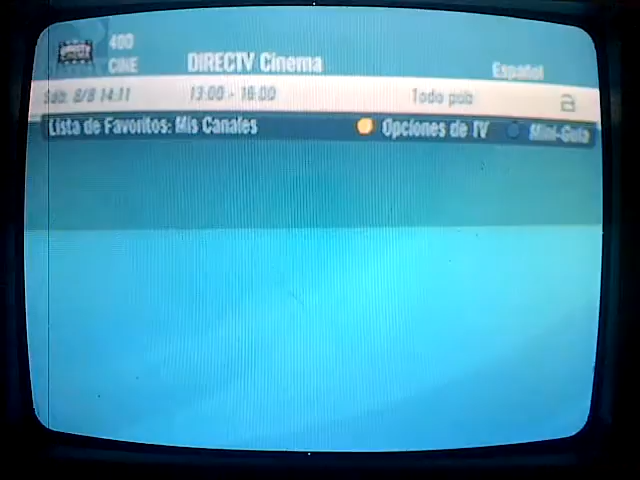 400
CINE DIRECTV Cinema Español
Sáb. 8/8 14:11 13:00 - 16:00 Todo púb
Lista de Favoritos: Mis Canales Opciones de TV Mini-Guía